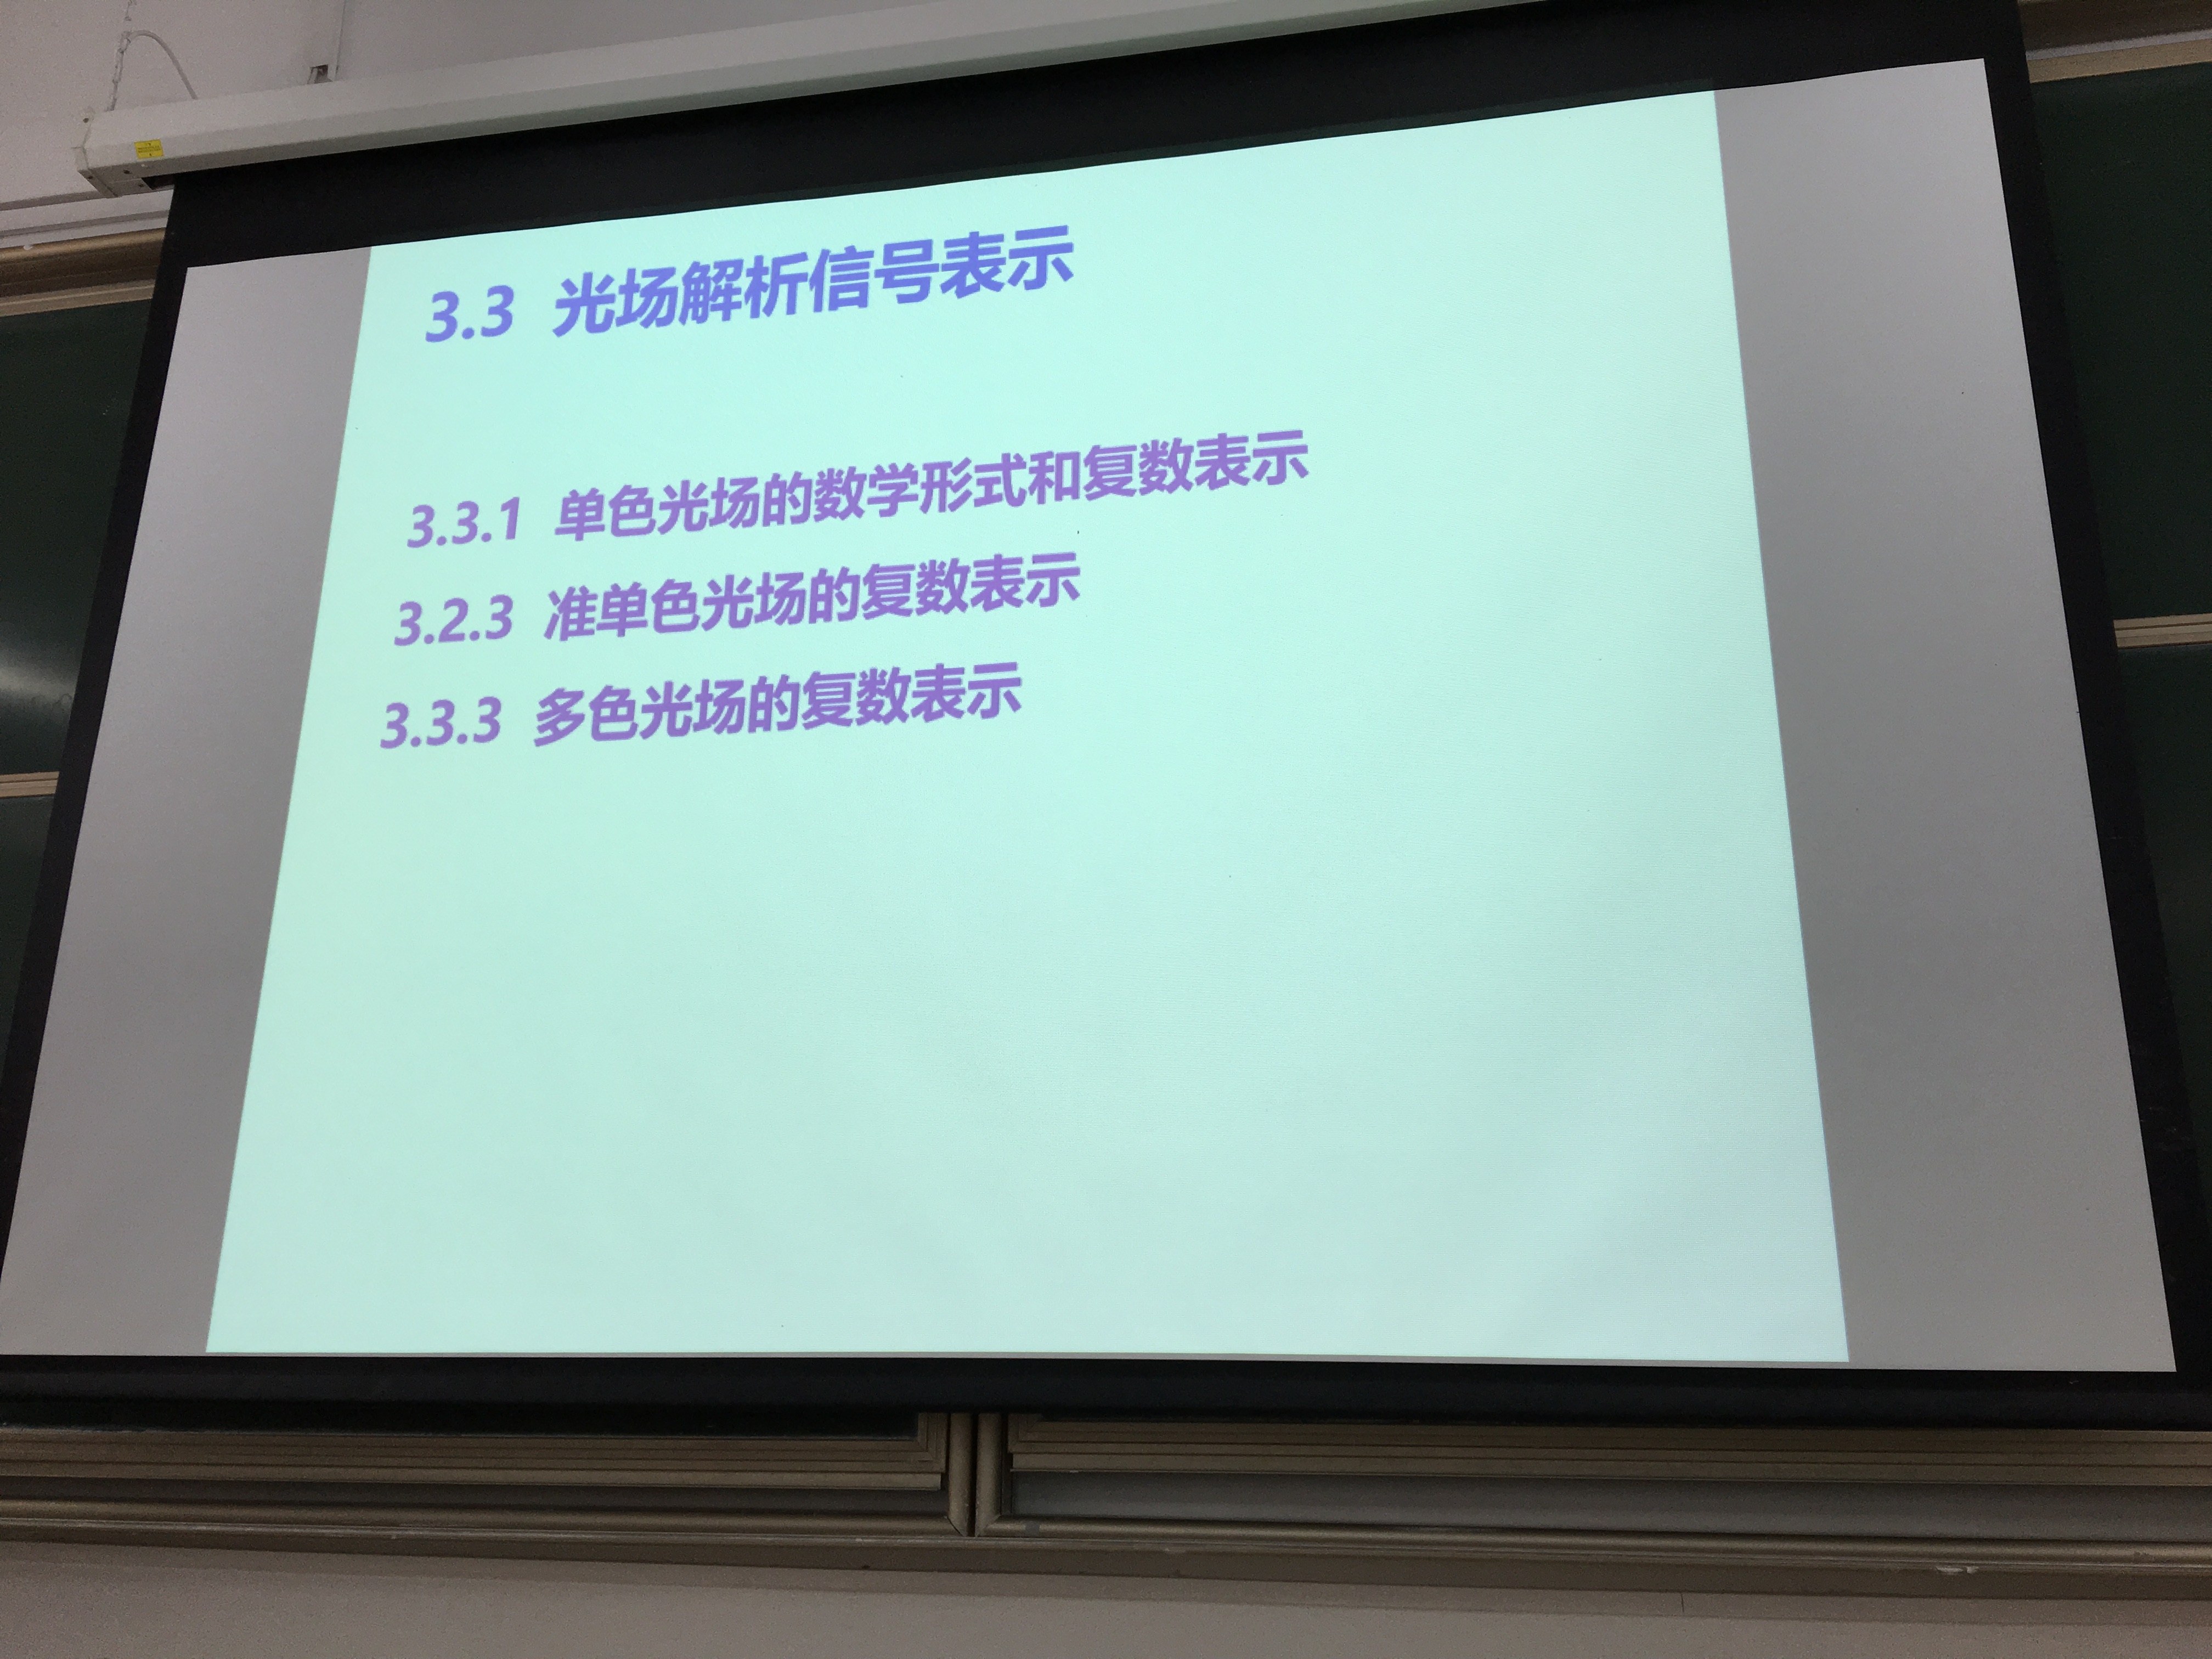 3.3 光场解析信号表示
3.3.1 单色光场的数学形式和复数表示
3.2.3 准单色光场的复数表示
3.3.3 多色光场的复数表示